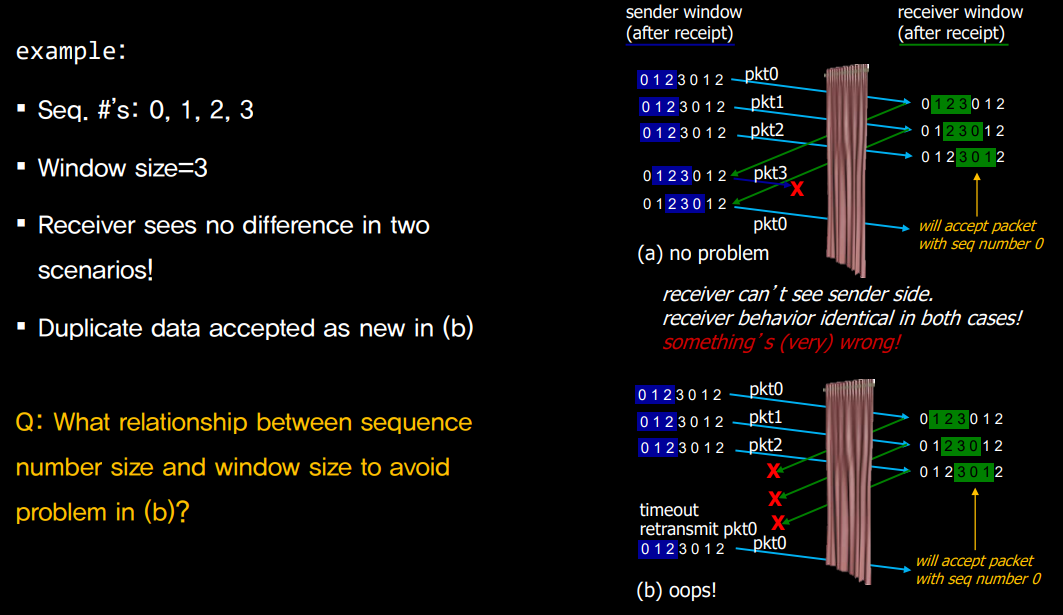 example:
▪ Seq. #'s: 0, 1, 2, 3
▪ Window size=3
▪ Receiver sees no difference in two
scenarios!
▪ Duplicate data accepted as new in (b)
Q: What relationship between sequence
number size and window size to avoid
problem in (b)?
sender window
(after receipt)
receiver window
(after receipt)
0 1 2 3 0 1 2
pkt0
0 1 2 3 0 1 2
pkt1
0 1 2 3 0 1 2
pkt2
0 1 2 3 0 1 2
0 1 2 3 0 1 2
0 1 2 3 0 1 2
0 1 2 3 0 1 2
pkt3
X
0 1 2 3 0 1 2
pkt0
will accept packet
with seq number 0
(a) no problem
receiver can't see sender side.
receiver behavior identical in both cases!
something's (very) wrong!
0 1 2 3 0 1 2
pkt0
0 1 2 3 0 1 2
pkt1
0 1 2 3 0 1 2
pkt2
0 1 2 3 0 1 2
0 1 2 3 0 1 2
0 1 2 3 0 1 2
X
X
X
timeout
retransmit pkt0
0 1 2 3 0 1 2
pkt0
will accept packet
with seq number 0
(b) oops!